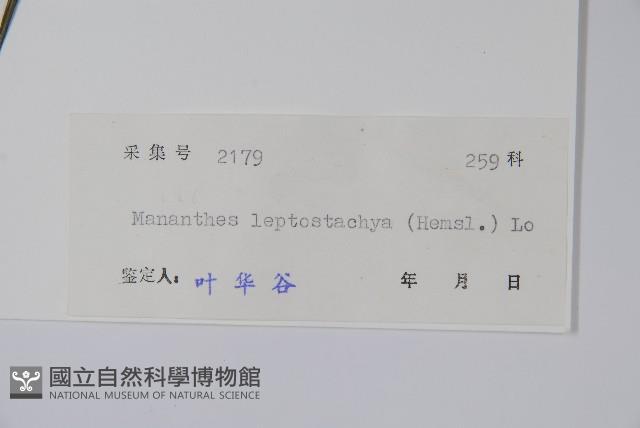 采集号 2179 259 科
Mananthes leptostachya (Hemsl.) Lo
鉴定人: 叶华谷 年 月 日
國立自然科學博物館
NATIONAL MUSEUM OF NATURAL SCIENCE